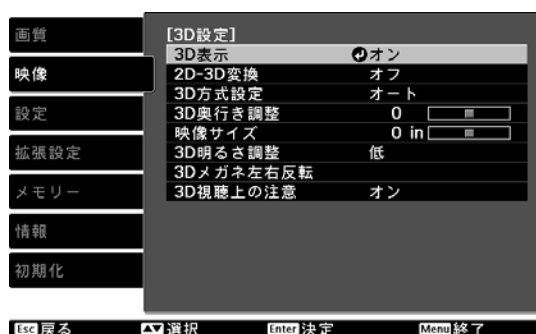 画質
映像
設定
拡張設定
メモリー
情報
初期化
[3D設定]
3D表示 オン
2D-3D変換 オフ
3D方式設定 オート
3D奥行き調整 0
映像サイズ 0 in
3D明るさ調整 低
3Dメガネ左右反転
3D視聴上の注意 オン
Esc 戻る ▲▼ 選択 Enter 決定 Menu 終了